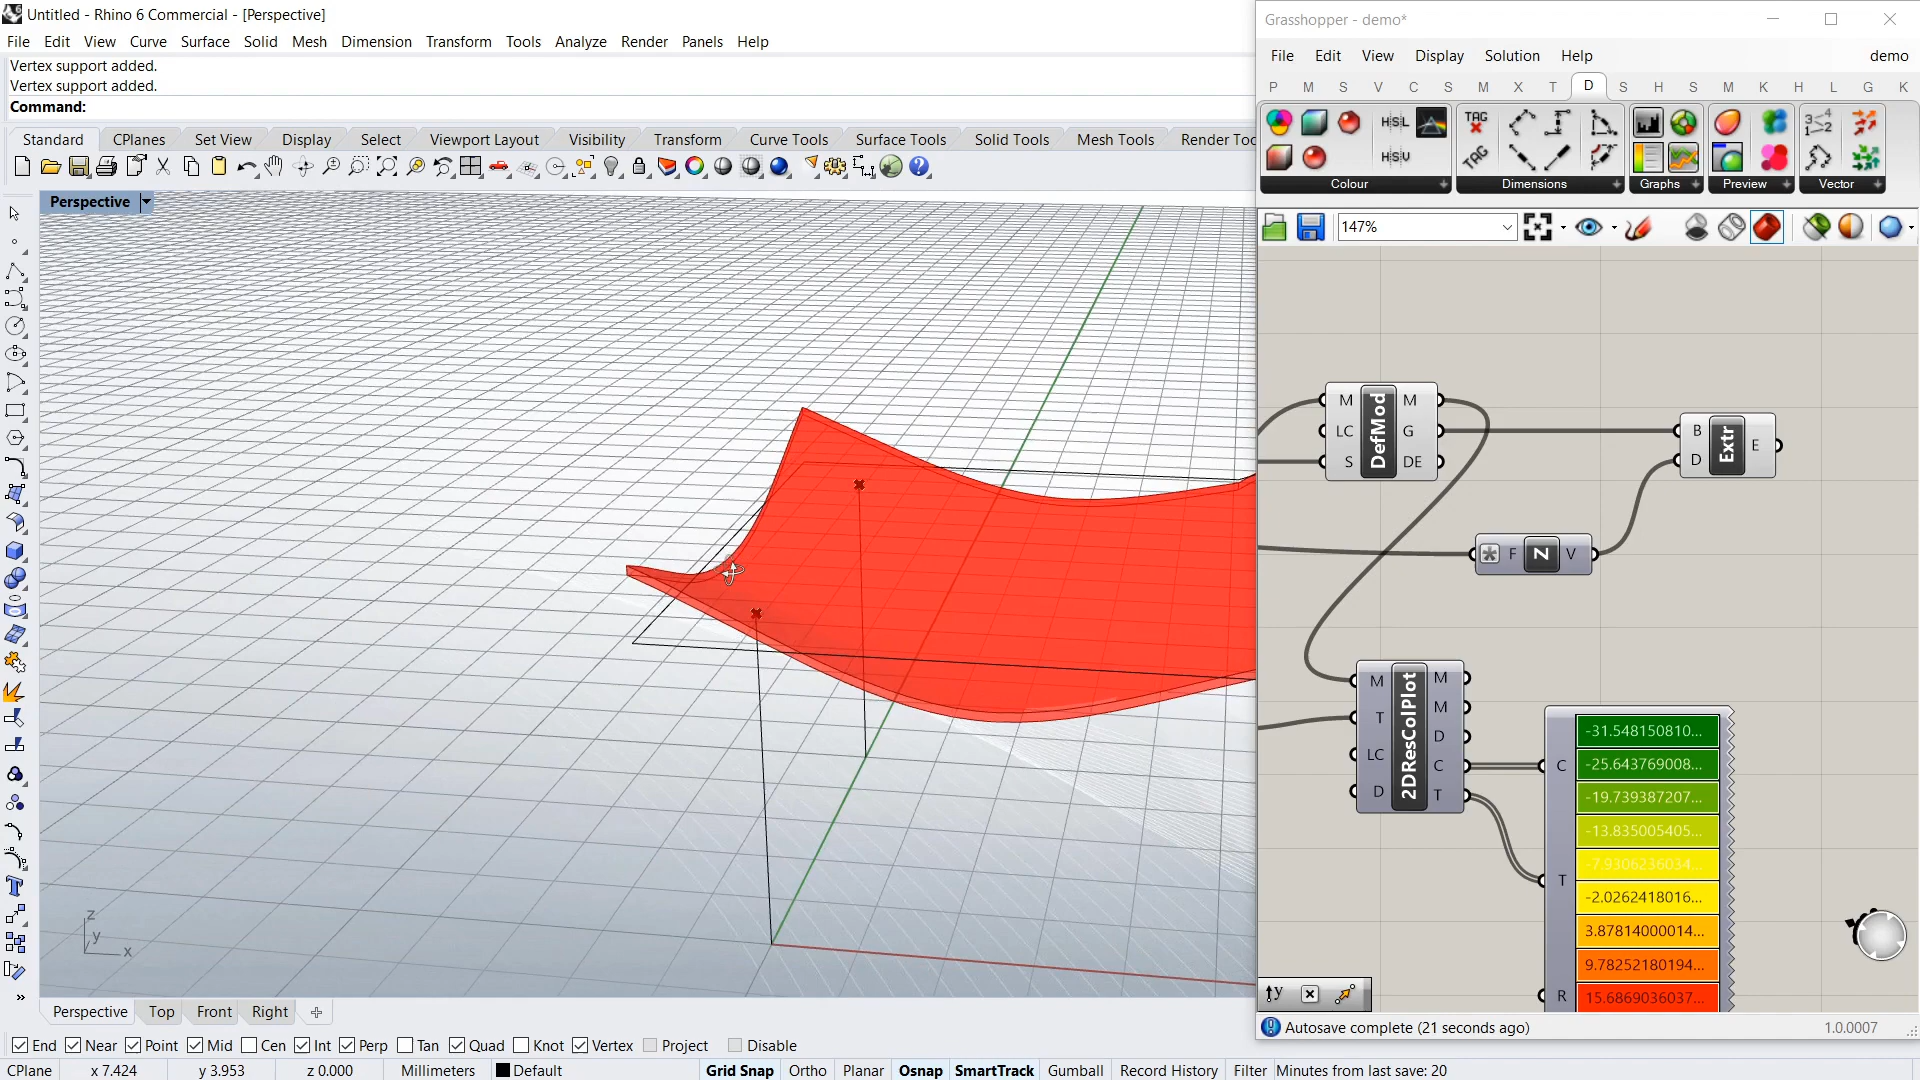 Untitled - Rhino 6 Commercial - [Perspective]
File Edit View Curve Surface Solid Mesh Dimension Transform Tools Analyze Render Panels Help
Vertex support added.
Vertex support added.
Command:
Standard CPlanes Set View Display Select Viewport Layout Visibility Transform Curve Tools Surface Tools Solid Tools Mesh Tools Render Too
Perspective
z
y
x
Perspective Top Front Right
End Near Point Mid Cen Int Perp Tan Quad Knot Vertex Project Disable
CPlane x 7.424 y 3.953 z 0.000 Millimeters Default Grid Snap Ortho Planar Osnap SmartTrack Gumball Record History Filter Minutes from last save: 20
Grasshopper - demo*
File Edit View Display Solution Help demo
P M S V C S M X T D S H S M K H L G K
HSL TAG
HSV TAG
Colour Dimensions Graphs Preview Vector
147%
M DefMod M
LC G
S DE
B Extr E
D
F Z V
M 2DResColPlot M
M
T D
LC C
D T
C
T
R
-31.548150810...
-25.643769008...
-19.739387207...
-13.835005405...
-7.9306236034...
-2.0262418016...
3.87814000014...
9.78252180194...
15.6869036037...
Autosave complete (21 seconds ago) 1.0.0007